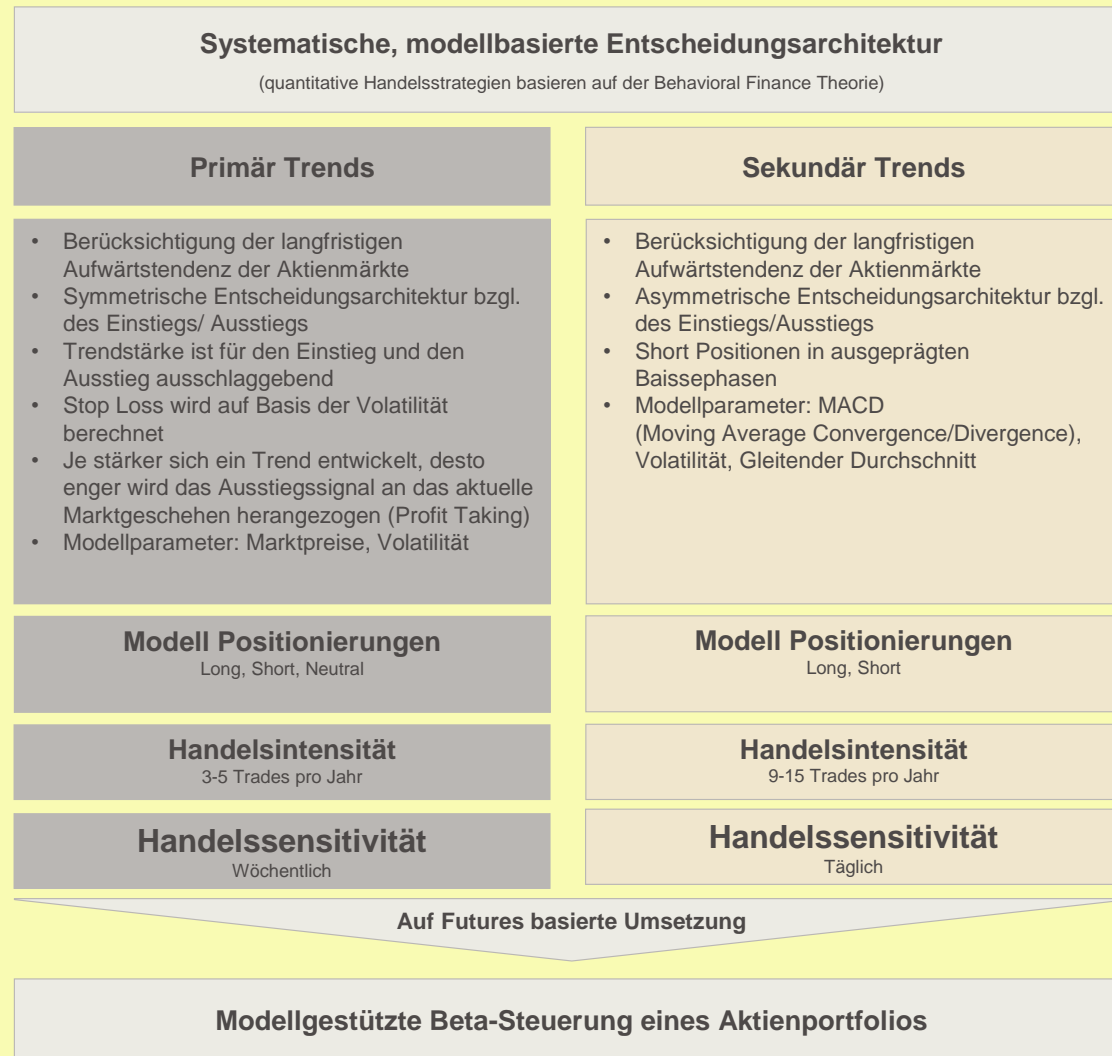 Systematische, modellbasierte Entscheidungsarchitektur
(quantitative Handelsstrategien basieren auf der Behavioral Finance Theorie)
Primär Trends
• Berücksichtigung der langfristigen
Aufwärtstendenz der Aktienmärkte
• Symmetrische Entscheidungsarchitektur bzgl.
des Einstiegs/ Ausstiegs
• Trendstärke ist für den Einstieg und den
Ausstieg ausschlaggebend
• Stop Loss wird auf Basis der Volatilität
berechnet
• Je stärker sich ein Trend entwickelt, desto
enger wird das Ausstiegssignal an das aktuelle
Marktgeschehen herangezogen (Profit Taking)
• Modellparameter: Marktpreise, Volatilität
Modell Positionierungen
Long, Short, Neutral
Handelsintensität
3-5 Trades pro Jahr
Handelssensitivität
Wöchentlich
Sekundär Trends
• Berücksichtigung der langfristigen
Aufwärtstendenz der Aktienmärkte
• Asymmetrische Entscheidungsarchitektur bzgl.
des Einstiegs/Ausstiegs
• Short Positionen in ausgeprägten
Baissephasen
• Modellparameter: MACD
(Moving Average Convergence/Divergence),
Volatilität, Gleitender Durchschnitt
Modell Positionierungen
Long, Short
Handelsintensität
9-15 Trades pro Jahr
Handelssensitivität
Täglich
Auf Futures basierte Umsetzung
Modellgestützte Beta-Steuerung eines Aktienportfolios